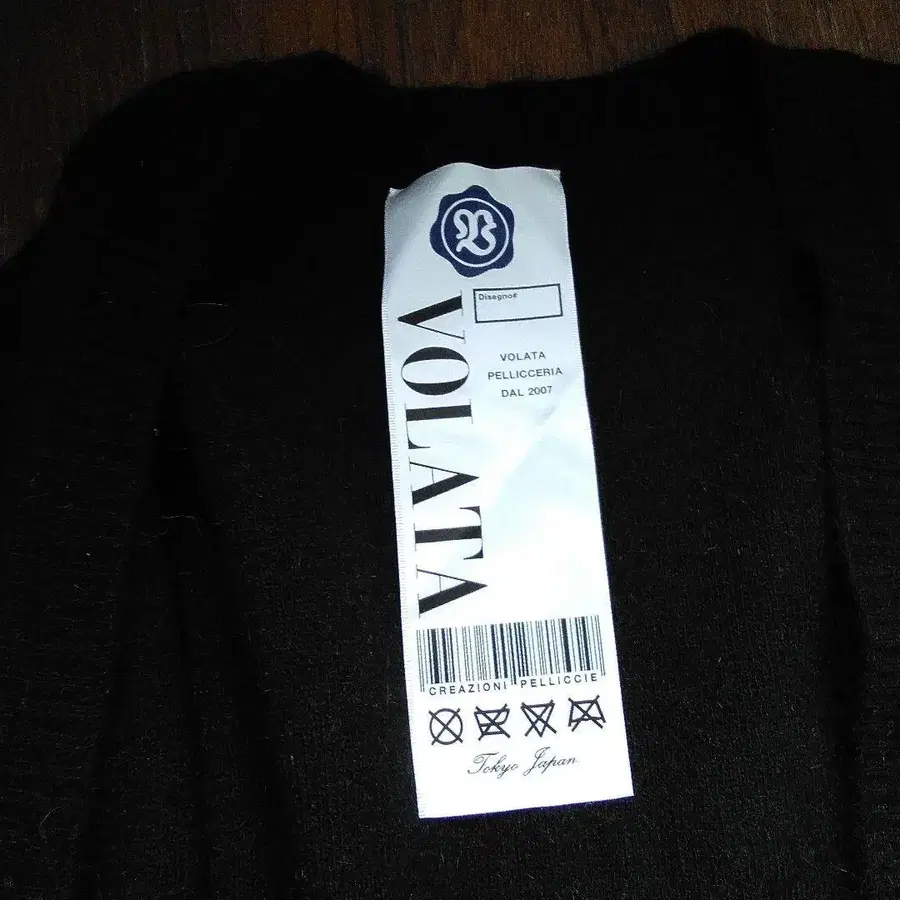 Disegno#
VOLATA
VOLATA
PELLICCERIA
DAL 2007
CREAZIONI PELLICCIE
Tokyo Japan